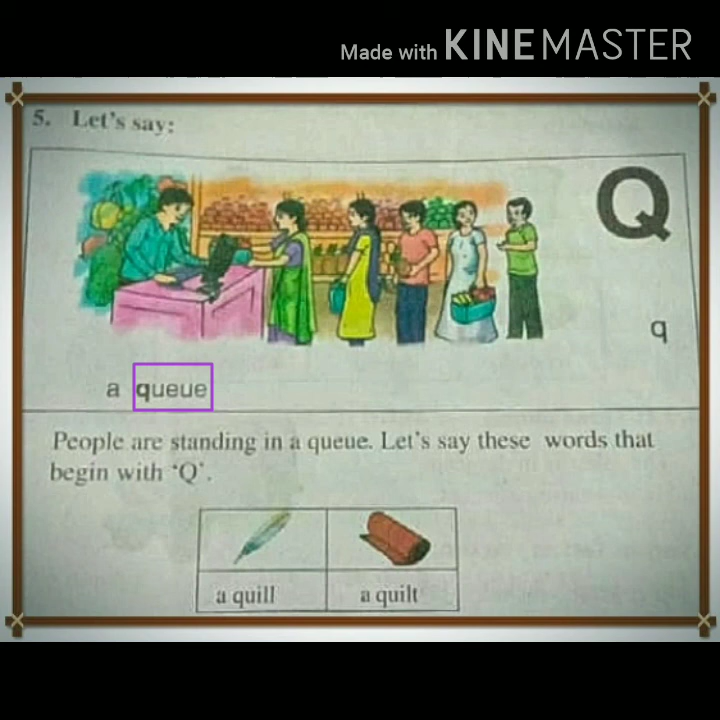 Made with KINEMASTER
5. Let's say:
Q
q
a queue
People are standing in a queue. Let's say these words that
begin with 'Q'.
a quill
a quilt